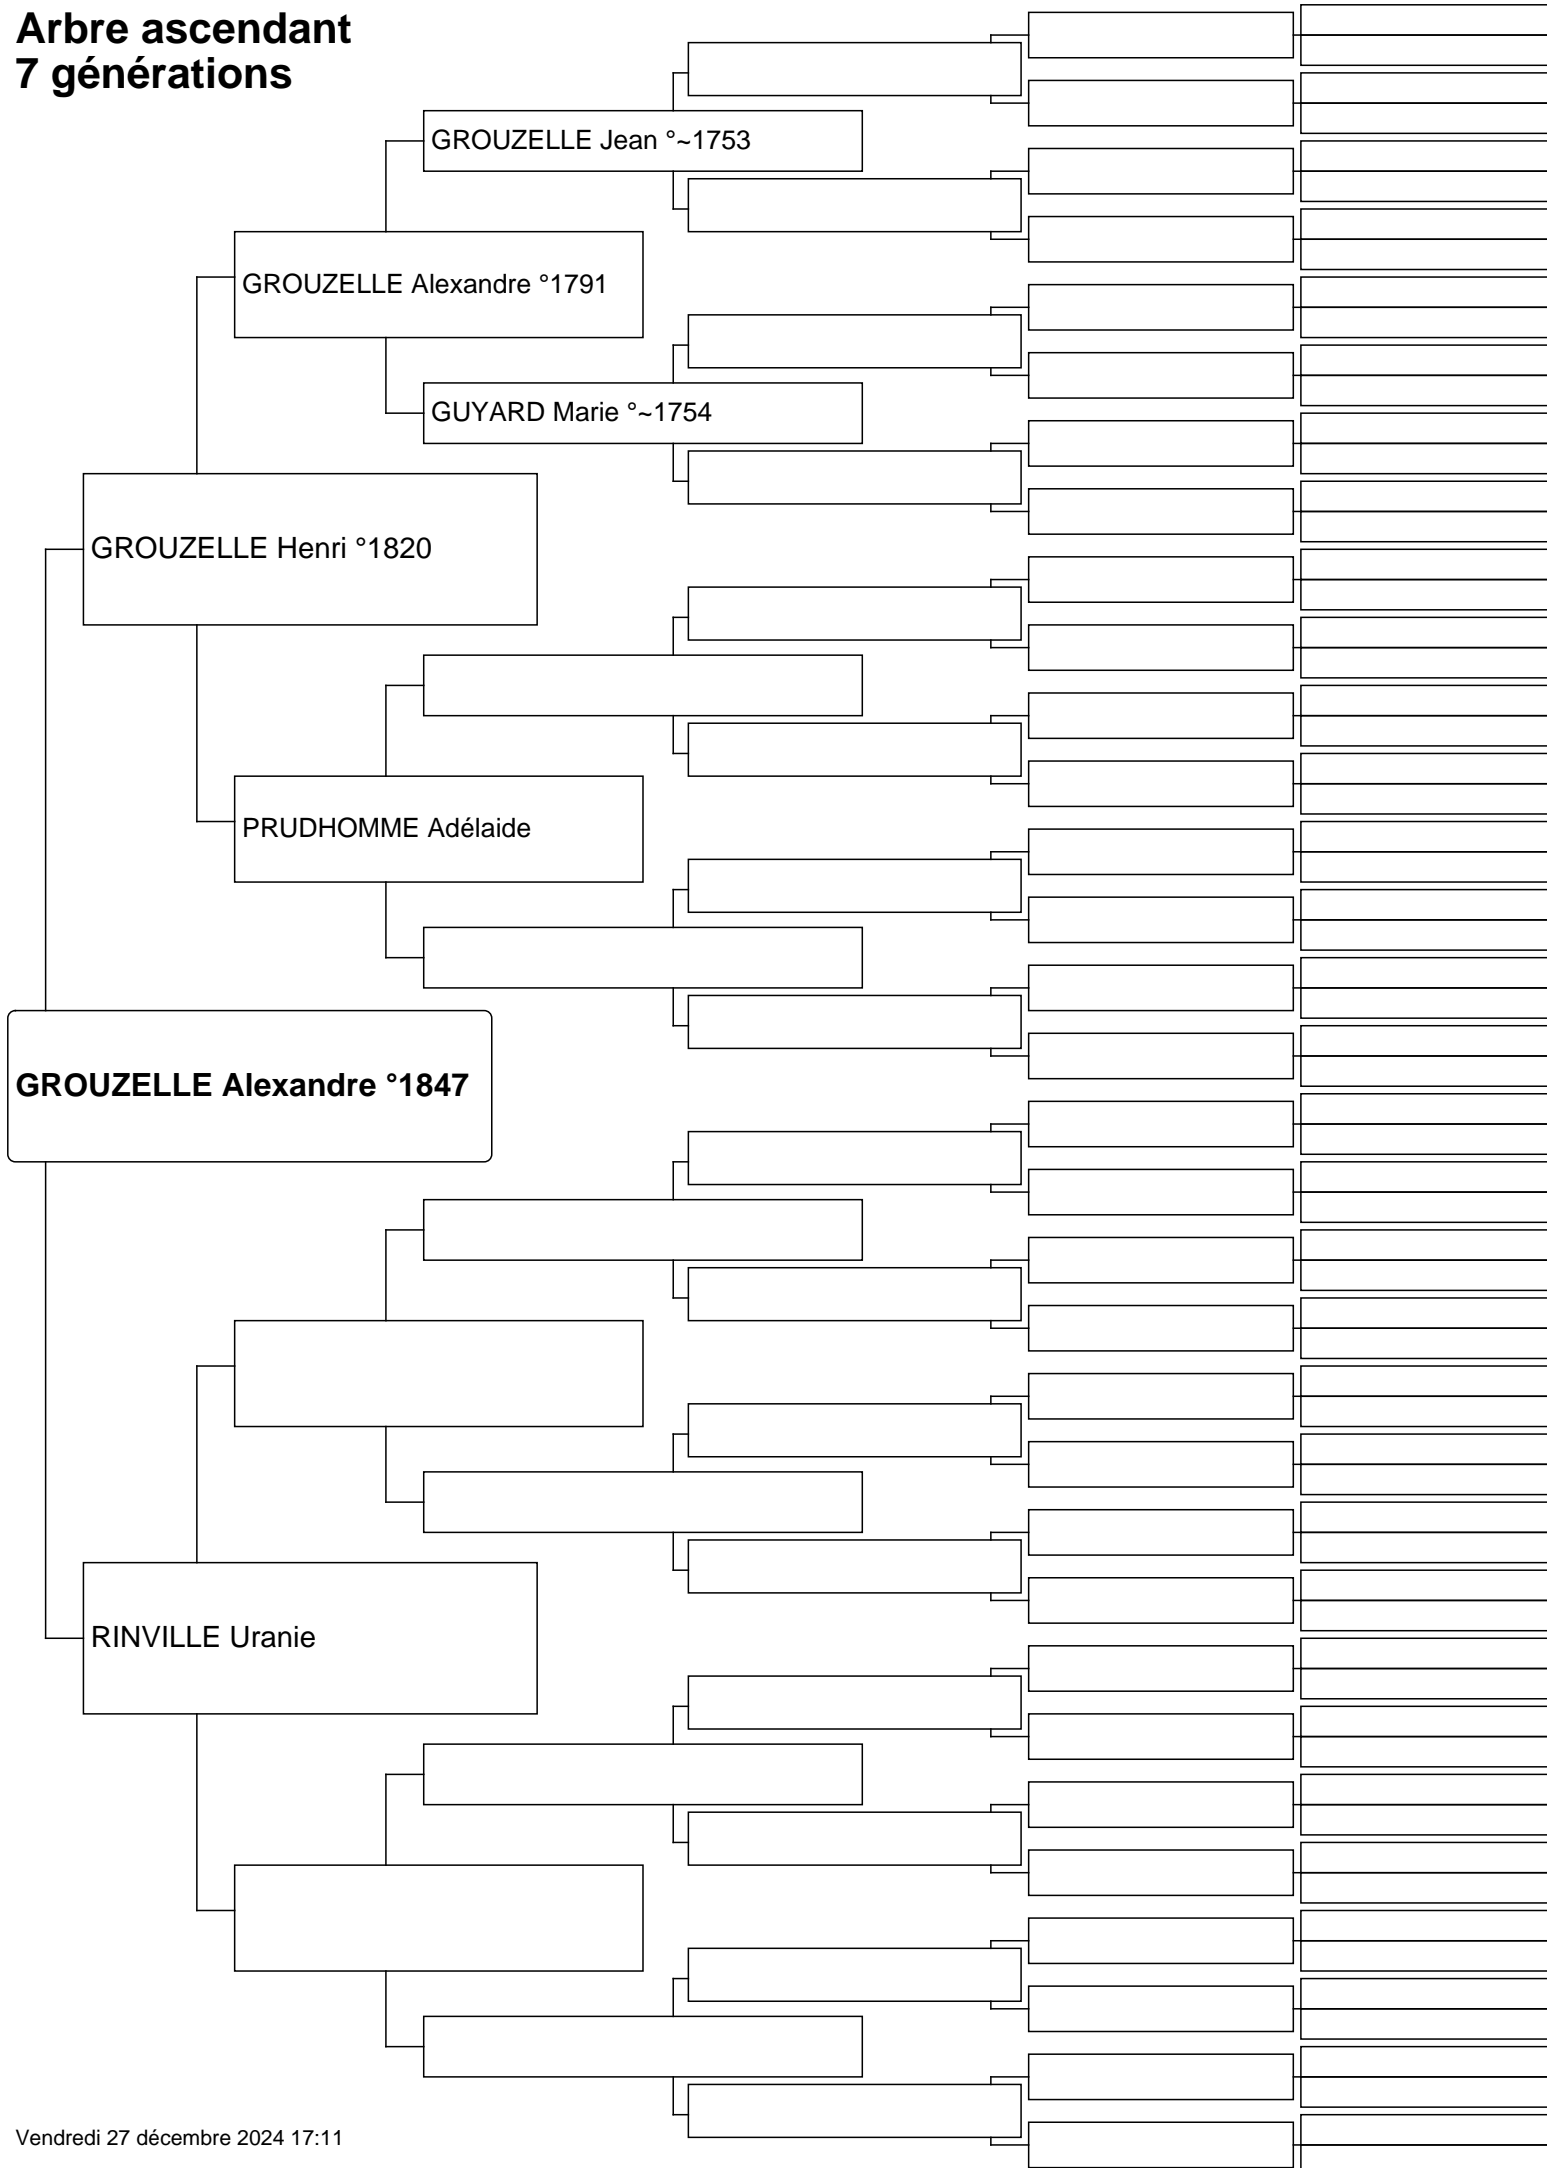 Arbre ascendant
7 générations
GROUZELLE Jean °~1753
GROUZELLE Alexandre °1791
GUYARD Marie °~1754
GROUZELLE Henri °1820
PRUDHOMME Adélaide
GROUZELLE Alexandre °1847
RINVILLE Uranie
Vendredi 27 décembre 2024 17:11